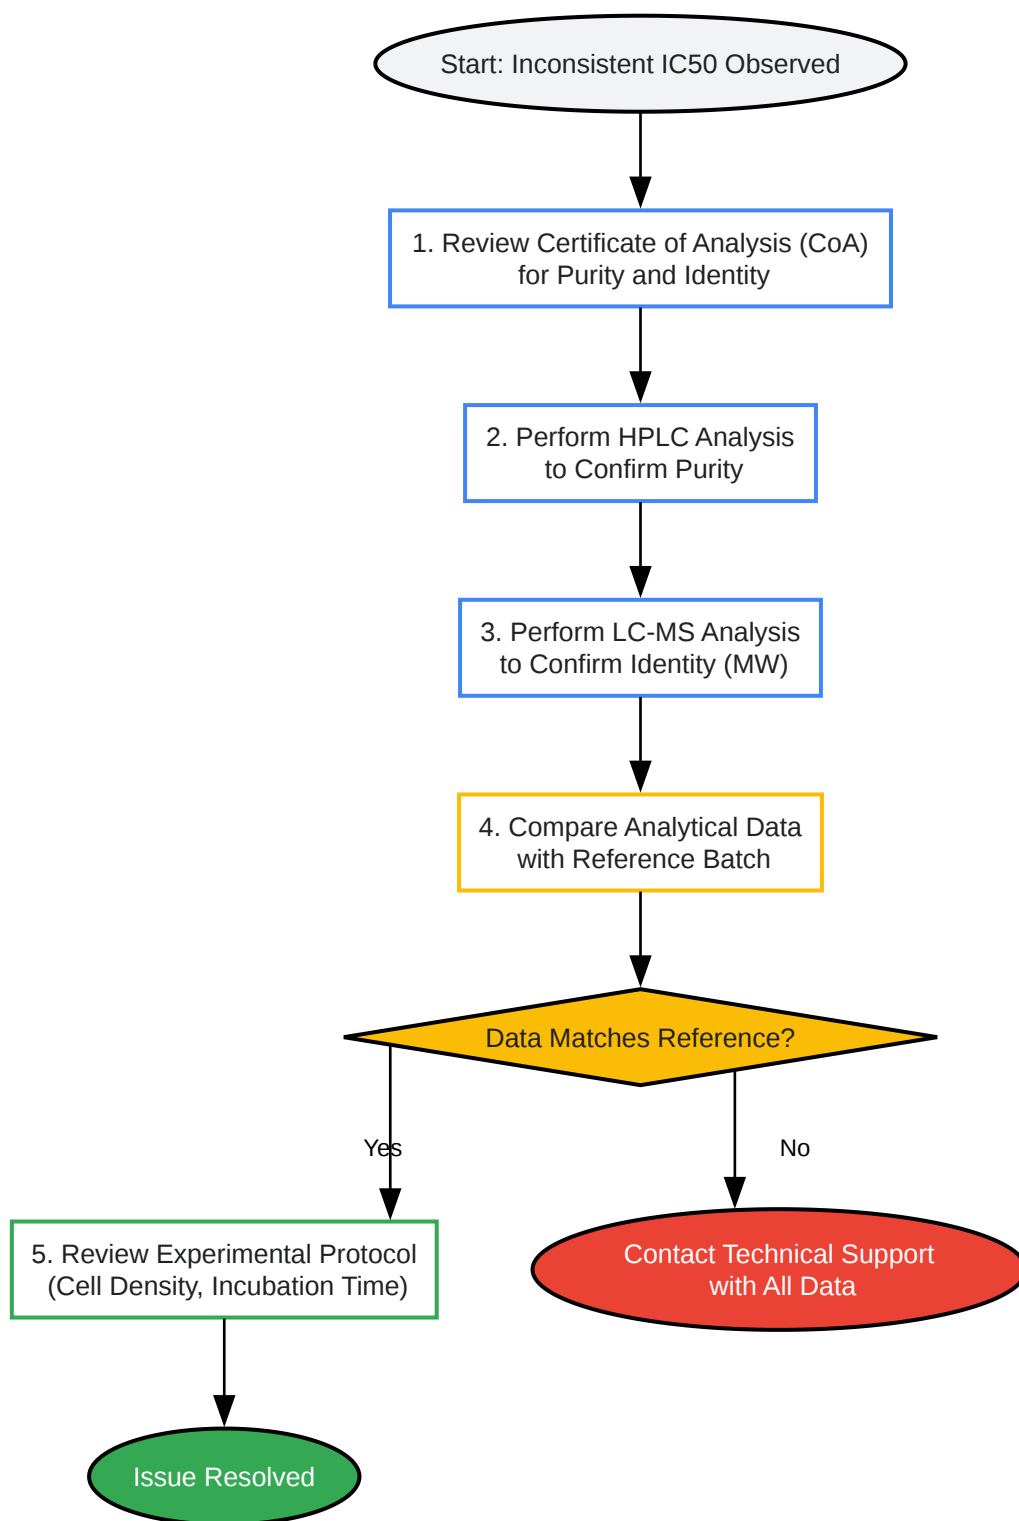 Start: Inconsistent IC50 Observed
1. Review Certificate of Analysis (CoA)
for Purity and Identity
2. Perform HPLC Analysis
to Confirm Purity
3. Perform LC-MS Analysis
to Confirm Identity (MW)
4. Compare Analytical Data
with Reference Batch
Data Matches Reference?
Yes
No
5. Review Experimental Protocol
(Cell Density, Incubation Time)
Contact Technical Support
with All Data
Issue Resolved